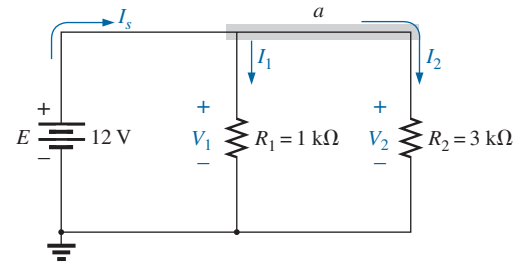 a
I_s
I_1
I_2
+ + +
E 12 V V_1 R_1 = 1 kΩ V_2 R_2 = 3 kΩ
− − −